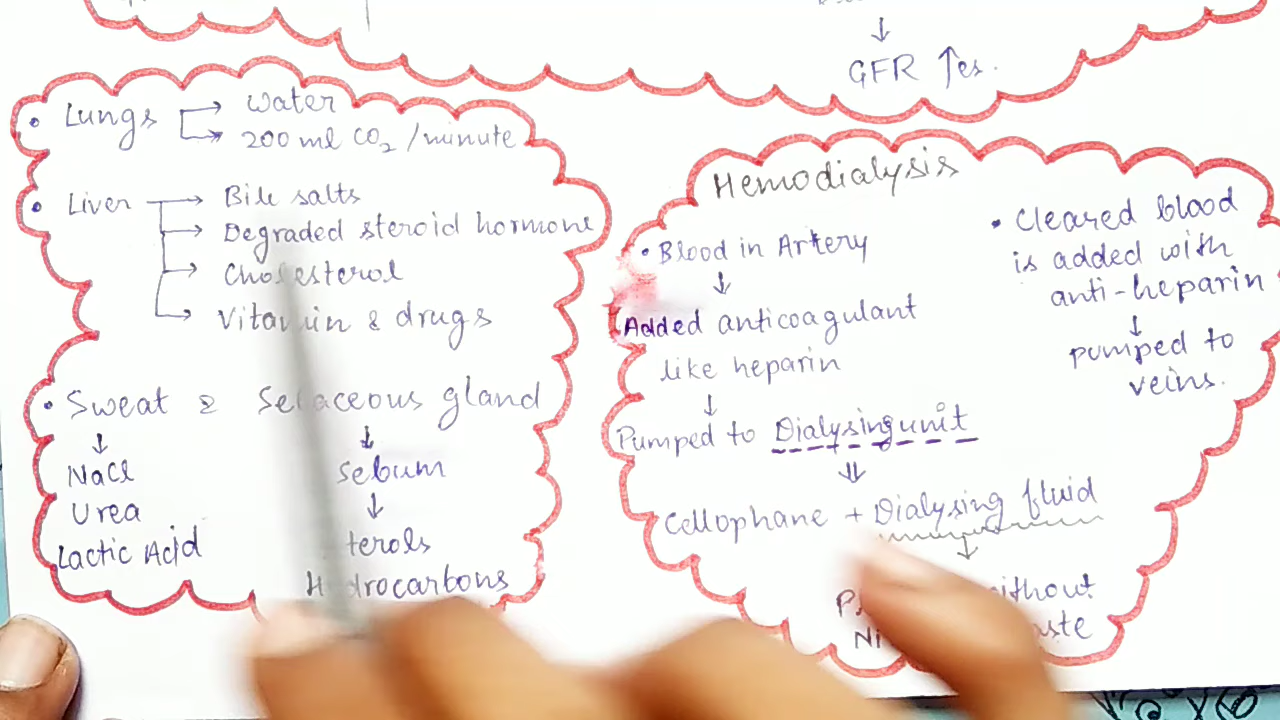 GFR ↑es.
• Lungs → Water
→ 200 ml CO₂ /minute
• Liver → Bile salts
→ Degraded steroid hormone
→ Cholesterol
→ Vitamin & drugs
• Sweat & Sebaceous gland
↓ ↓
NaCl Sebum
Urea ↓
Lactic Acid terols
Hydrocarbons
Hemodialysis
• Blood in Artery
↓
Added anticoagulant
like heparin
↓
Pumped to Dialysing unit
⇓
Cellophane + Dialysing fluid
↓
ithout
Ni
• Cleared blood
is added with
anti-heparin
↓
pumped to
veins.